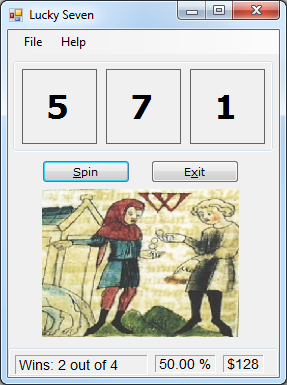 Lucky Seven
File Help
5 7 1
Spin Exit
Wins: 2 out of 4 50.00 % $128